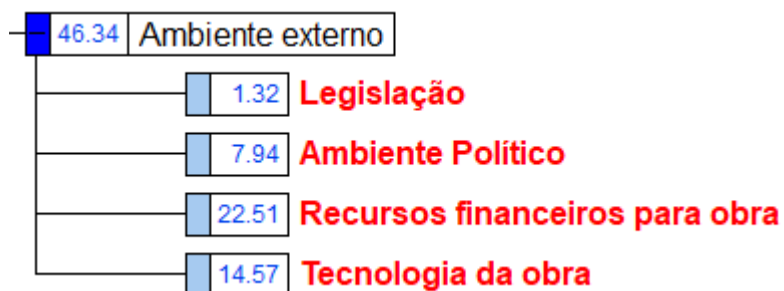 46.34 Ambiente externo
1.32 Legislação
7.94 Ambiente Político
22.51 Recursos financeiros para obra
14.57 Tecnologia da obra